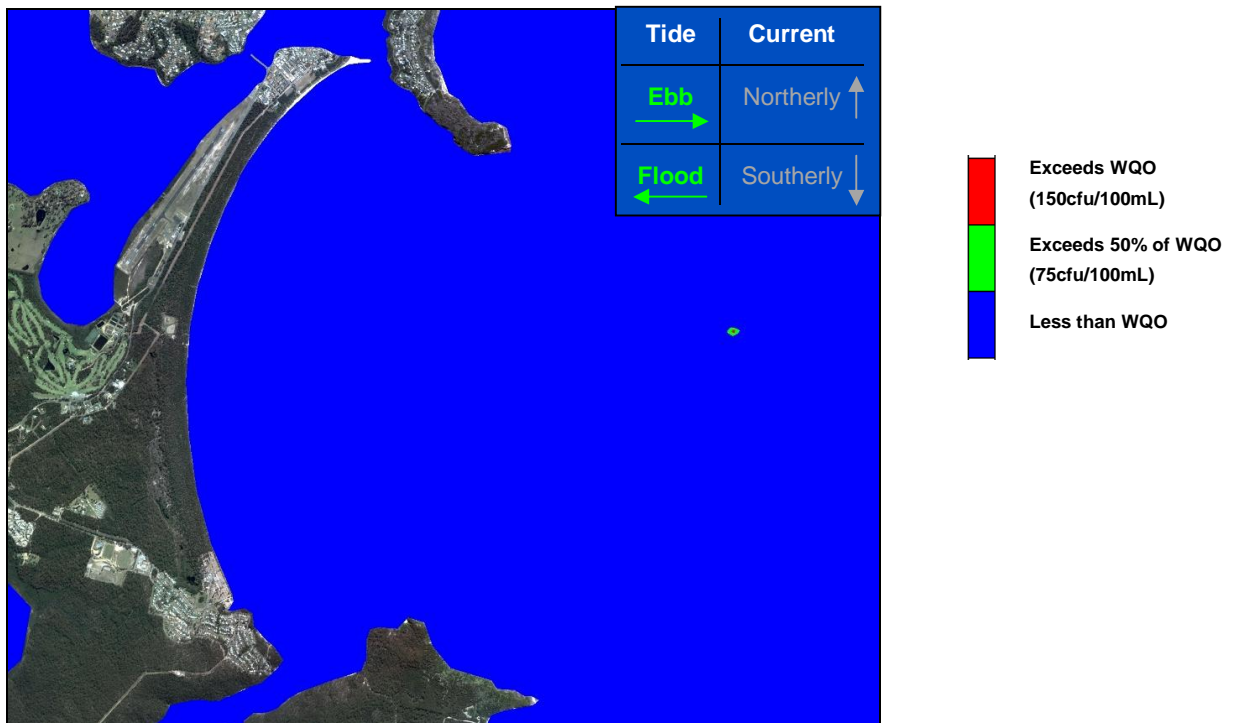 Tide Current
Ebb Northerly
Flood Southerly
Exceeds WQO
(150cfu/100mL)
Exceeds 50% of WQO
(75cfu/100mL)
Less than WQO